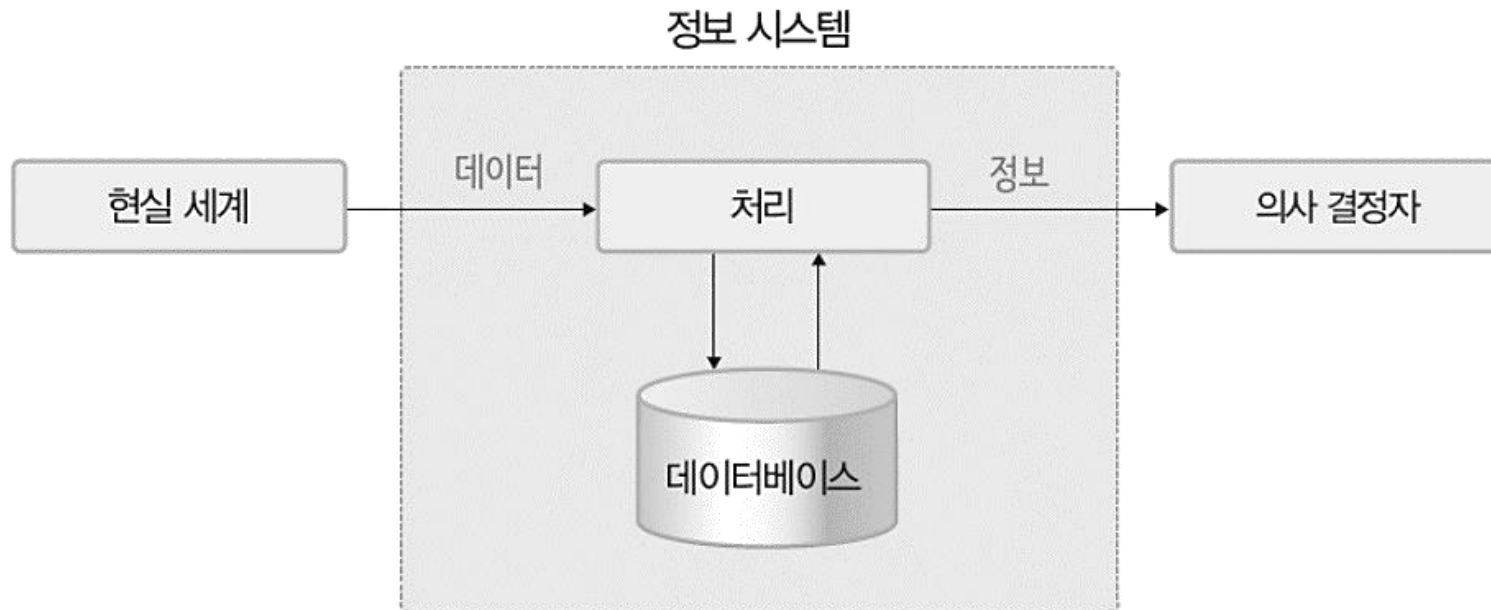 정보 시스템
현실 세계
데이터
처리
정보
의사 결정자
데이터베이스